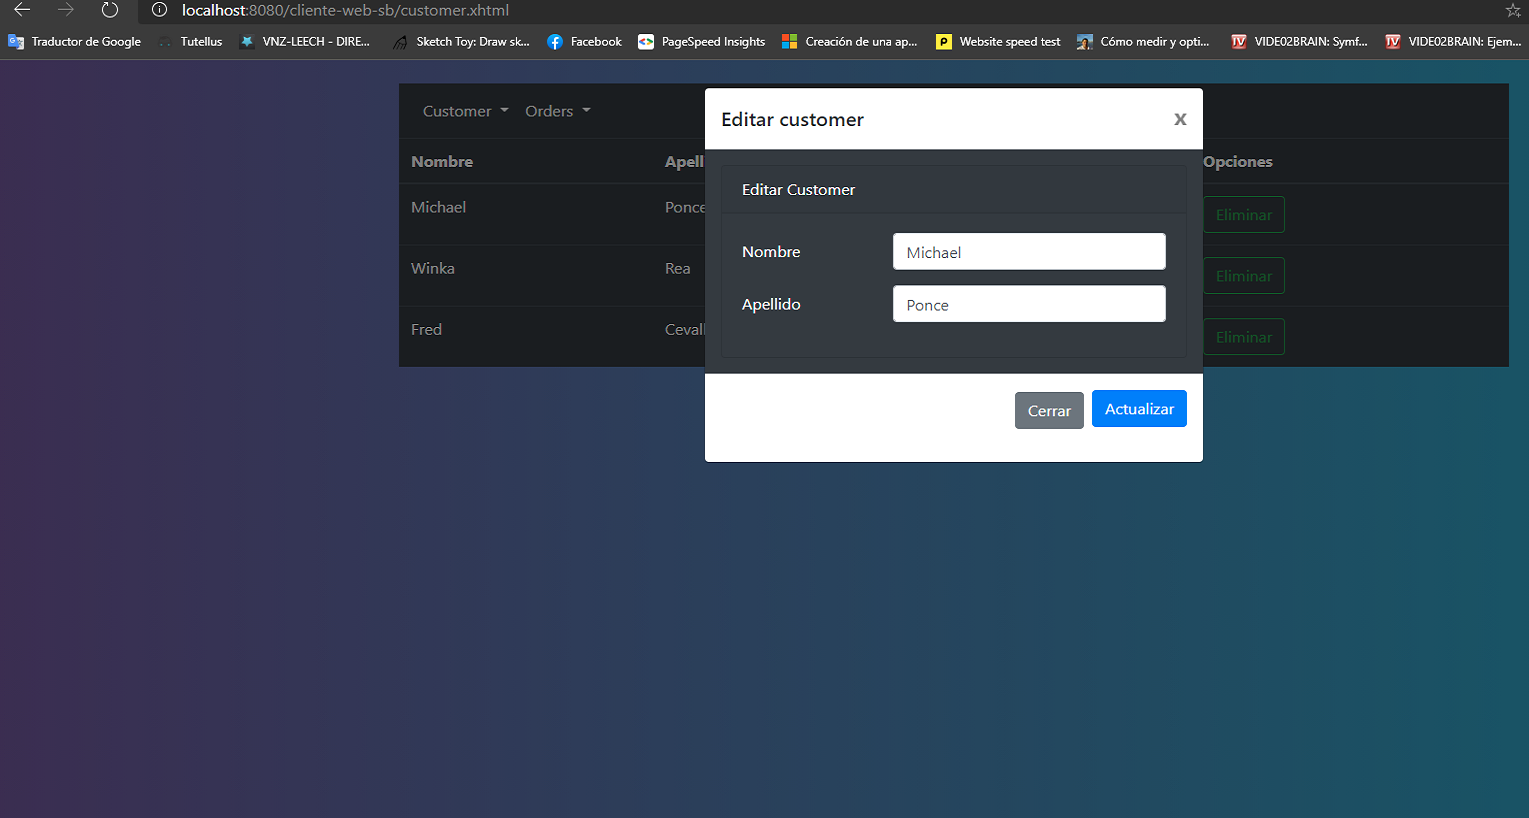 localhost:8080/cliente-web-sb/customer.xhtml
Traductor de Google Tutellus VNZ-LEECH - DIRE... Sketch Toy: Draw sk... Facebook PageSpeed Insights Creación de una ap... Website speed test Cómo medir y opti... VIDEO2BRAIN: Symf... VIDEO2BRAIN: Ejem...
Customer Orders
Editar customer x
Nombre Apell Opciones
Editar Customer
Michael Ponce Eliminar
Nombre Michael
Winka Rea Eliminar
Apellido Ponce
Fred Cevall Eliminar
Cerrar Actualizar